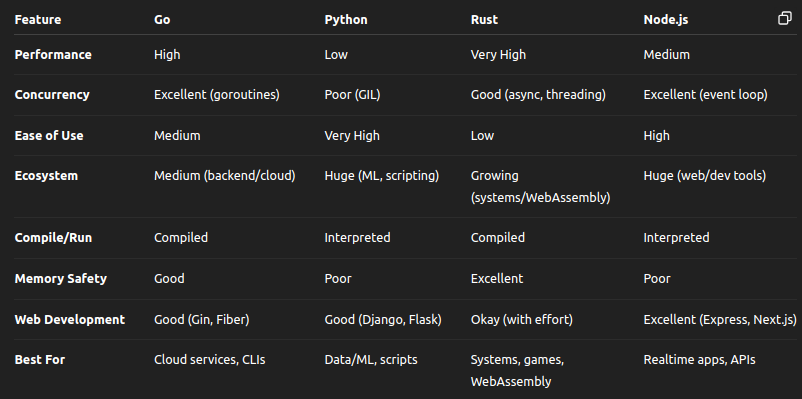 Feature Go Python Rust Node.js
Performance High Low Very High Medium
Concurrency Excellent (goroutines) Poor (GIL) Good (async, threading) Excellent (event loop)
Ease of Use Medium Very High Low High
Ecosystem Medium (backend/cloud) Huge (ML, scripting) Growing Huge (web/dev tools)
(systems/WebAssembly)
Compile/Run Compiled Interpreted Compiled Interpreted
Memory Safety Good Poor Excellent Poor
Web Development Good (Gin, Fiber) Good (Django, Flask) Okay (with effort) Excellent (Express, Next.js)
Best For Cloud services, CLIs Data/ML, scripts Systems, games, Realtime apps, APIs
WebAssembly